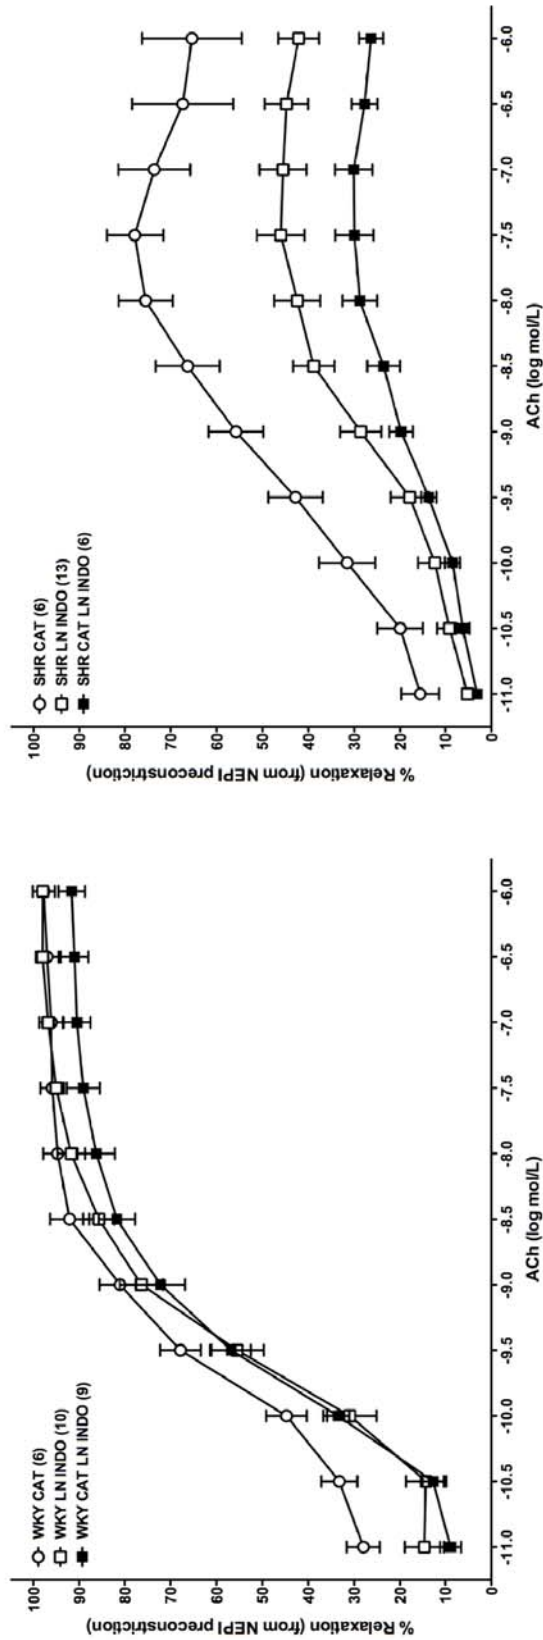 WKY CAT (6)
WKY LN INDO (10)
WKY CAT LN INDO (9)
% Relaxation (from NEPI preconstriction)
100
90
80
70
60
50
40
30
20
10
0
-11.0 -10.5 -10.0 -9.5 -9.0 -8.5 -8.0 -7.5 -7.0 -6.5 -6.0
ACh (log mol/L)
SHR CAT (6)
SHR LN INDO (13)
SHR CAT LN INDO (6)
% Relaxation (from NEPI preconstriction)
100
90
80
70
60
50
40
30
20
10
0
-11.0 -10.5 -10.0 -9.5 -9.0 -8.5 -8.0 -7.5 -7.0 -6.5 -6.0
ACh (log mol/L)